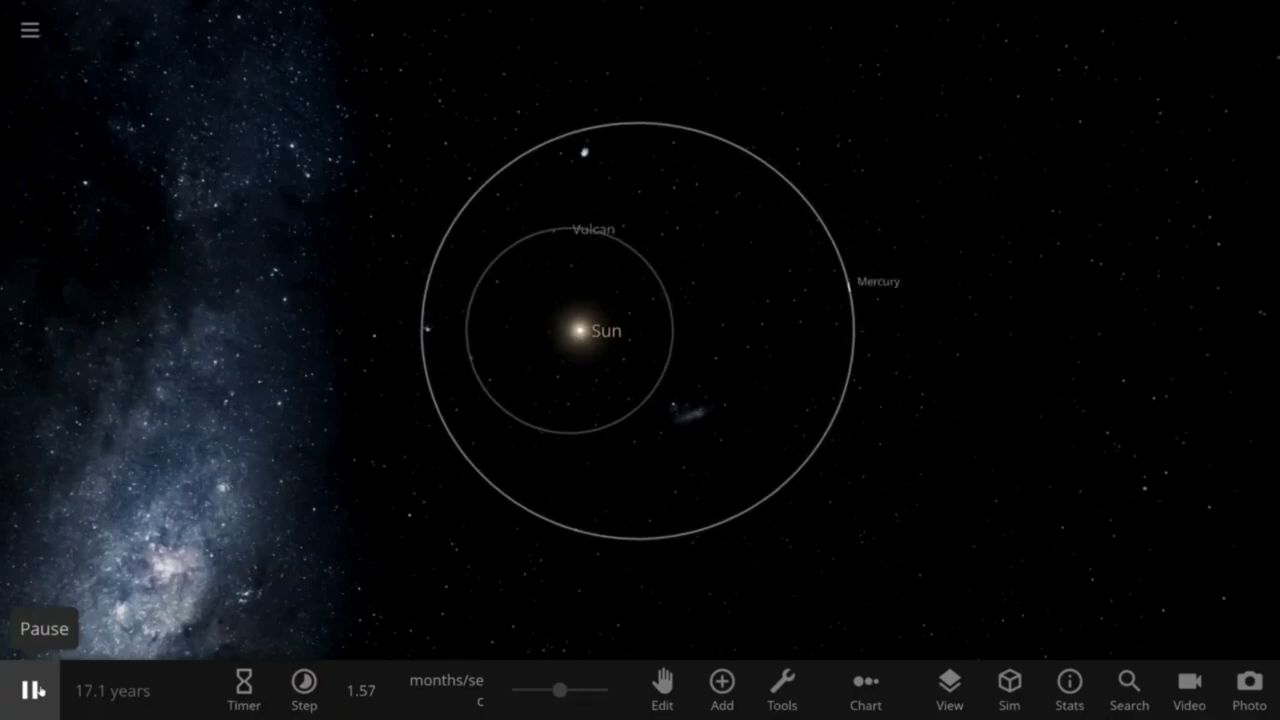 Vulcan
Mercury
Sun
Pause
17.1 years
Timer
Step
1.57
months/se
c
Edit
Add
Tools
Chart
View
Sim
Stats
Search
Video
Photo